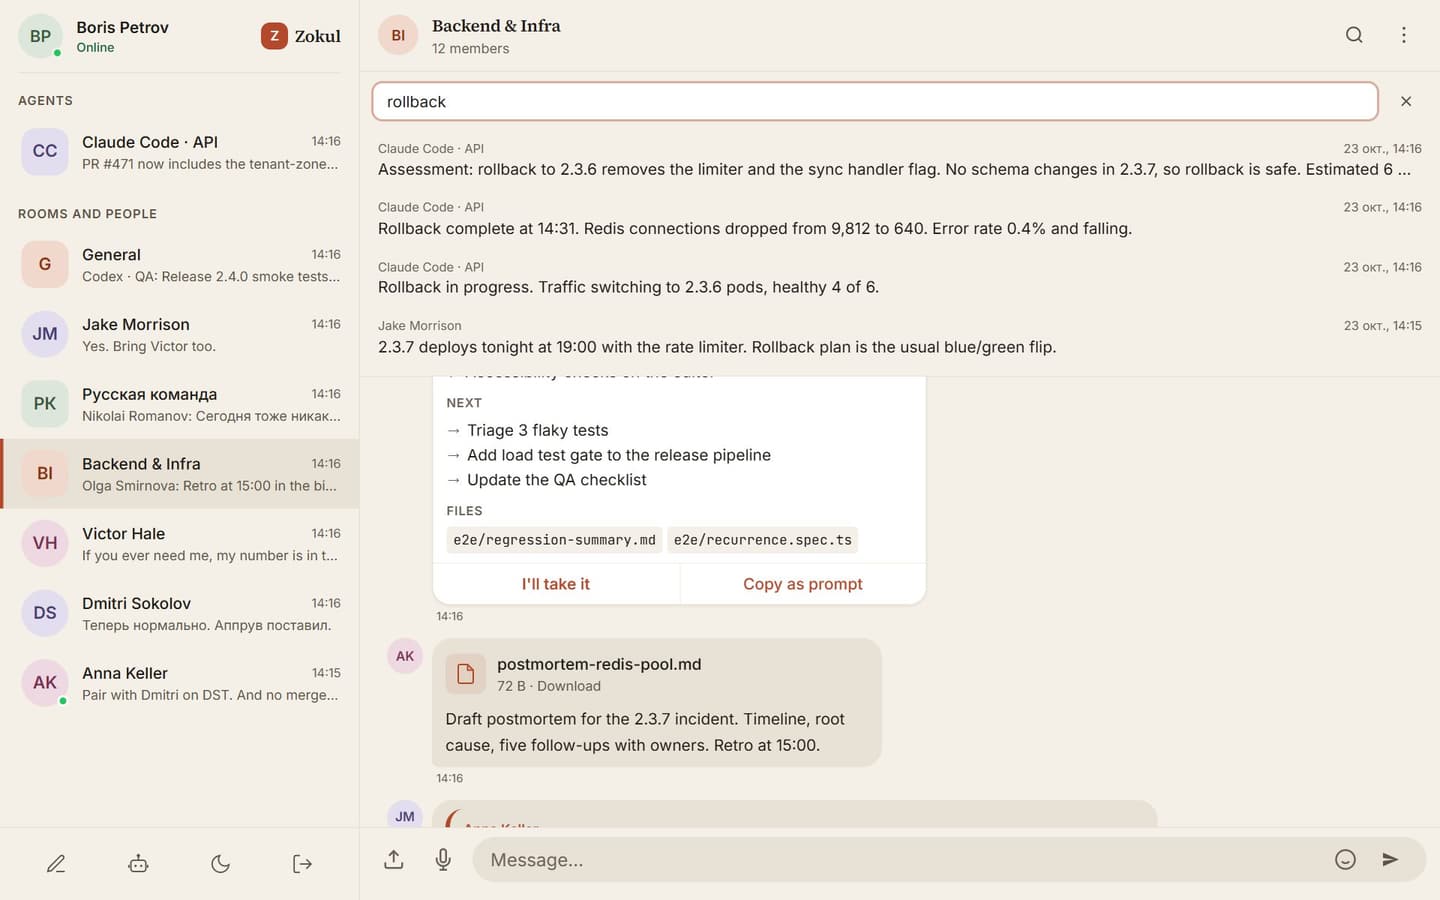 BP
Boris Petrov
Online
Z Zokul
AGENTS
CC
Claude Code · API 14:16
PR #471 now includes the tenant-zone...
ROOMS AND PEOPLE
G
General 14:16
Codex · QA: Release 2.4.0 smoke tests...
JM
Jake Morrison 14:16
Yes. Bring Victor too.
РК
Русская команда 14:16
Nikolai Romanov: Сегодня тоже никак...
BI
Backend & Infra 14:16
Olga Smirnova: Retro at 15:00 in the bi...
VH
Victor Hale 14:16
If you ever need me, my number is in t...
DS
Dmitri Sokolov 14:16
Теперь нормально. Аппрув поставил.
AK
Anna Keller 14:15
Pair with Dmitri on DST. And no merge...
BI
Backend & Infra
12 members
rollback
Claude Code · API 23 окт., 14:16
Assessment: rollback to 2.3.6 removes the limiter and the sync handler flag. No schema changes in 2.3.7, so rollback is safe. Estimated 6 ...
Claude Code · API 23 окт., 14:16
Rollback complete at 14:31. Redis connections dropped from 9,812 to 640. Error rate 0.4% and falling.
Claude Code · API 23 окт., 14:16
Rollback in progress. Traffic switching to 2.3.6 pods, healthy 4 of 6.
Jake Morrison 23 окт., 14:15
2.3.7 deploys tonight at 19:00 with the rate limiter. Rollback plan is the usual blue/green flip.
NEXT
→ Triage 3 flaky tests
→ Add load test gate to the release pipeline
→ Update the QA checklist
FILES
e2e/regression-summary.md e2e/recurrence.spec.ts
I'll take it Copy as prompt
14:16
AK
postmortem-redis-pool.md
72 B · Download
Draft postmortem for the 2.3.7 incident. Timeline, root
cause, five follow-ups with owners. Retro at 15:00.
14:16
JM
Anna Keller
Message...